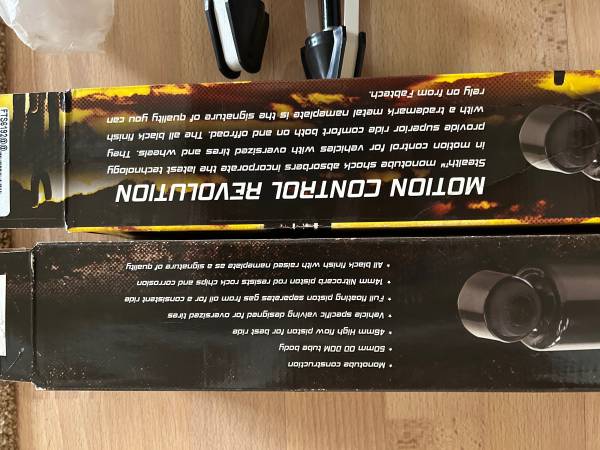 MOTION CONTROL REVOLUTION
Stealth™ monotube shock absorbers incorporate the latest technology
in motion control for vehicles with oversized tires and wheels. They
provide superior ride comfort both on and offroad. The all black finish
with a trademark metal nameplate is the signature of quality you can
rely on from Fabtech.
• Monotube construction
• 50mm OD DOM tube body
• 46mm High flow piston for best ride
• Vehicle specific valving designed for oversized tires
• Full floating piston separates gas from oil for a consistent ride
• 14mm Nitrocarb piston rod resists rock chips and corrosion
• All black finish with raised nameplate as a signature of quality